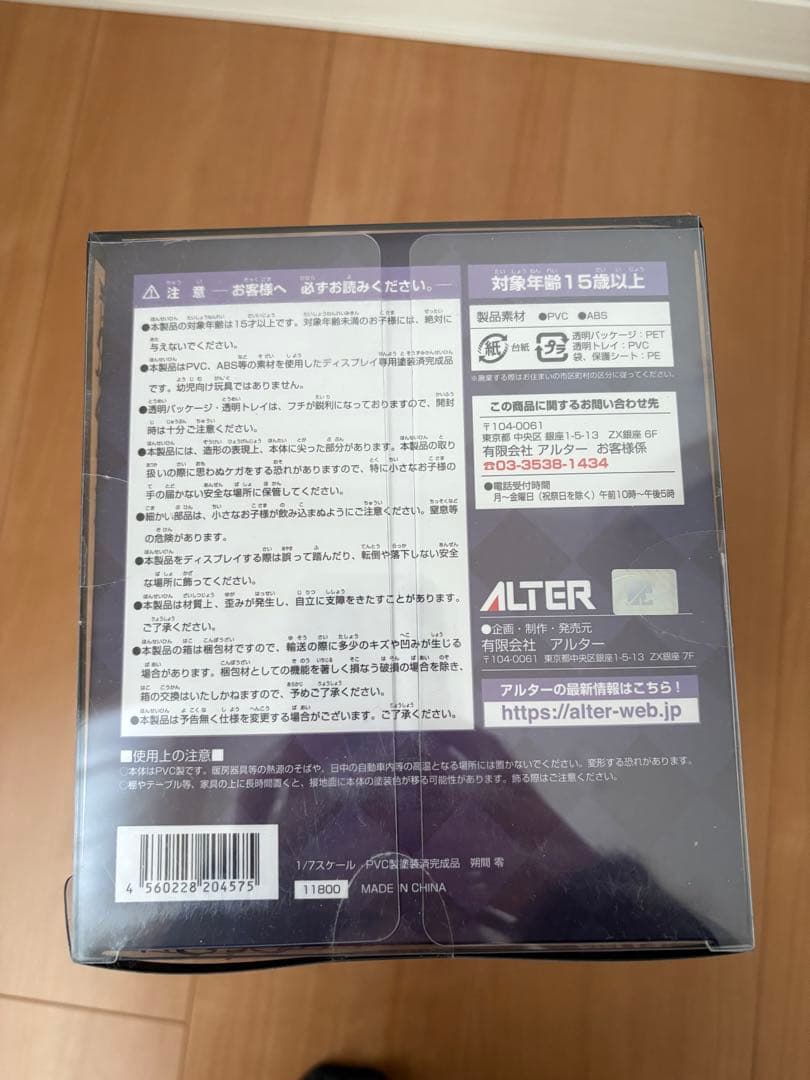 ⚠ 注 意 ―お客様へ 必ずお読みください。―
●本製品の対象年齢は15才以上です。対象年齢未満のお子様には、絶対に
与えないでください。
●本製品はPVC、ABS等の素材を使用したディスプレイ専用塗装済完成品
です。幼児向け玩具ではありません。
●透明パッケージ・透明トレイは、フチが鋭利になっておりますので、開封
時は十分ご注意ください。
●本製品には、造形の表現上、本体に尖った部分があります。本製品の取り
扱いの際に思わぬケガをする恐れがありますので、特に小さなお子様の
手の届かない安全な場所に保管してください。
●細かい部品は、小さなお子様が飲み込まぬようにご注意ください。窒息等
の危険があります。
●本製品をディスプレイする際は誤って踏んだり、転倒や落下しない安全
な場所に飾ってください。
●本製品は材質上、歪みが発生し、自立に支障をきたすことがあります。
ご了承ください。
●本製品の箱は梱包材ですので、輸送の際に多少のキズや凹みが生じる
場合があります。梱包材としての機能を著しく損なう破損の場合を除き、
箱の交換はいたしかねますので、予めご了承ください。
●本製品は予告無く仕様を変更する場合がございます。ご了承ください。
対象年齢15歳以上
製品素材 ●PVC ●ABS
紙 台紙 プラ
透明パッケージ：PET
透明トレイ：PVC
袋、保護シート：PE
※廃棄する際はお住まいの市区町村の区分に従ってください。
この商品に関するお問い合わせ先
〒104-0061
東京都 中央区 銀座1-5-13 ZX銀座 6F
有限会社 アルター お客様係
☎03-3538-1434
●電話受付時間
月～金曜日（祝祭日を除く）午前10時～午後5時
ALTER
●企画・制作・発売元
有限会社 アルター
〒104-0061 東京都中央区銀座1-5-13 ZX銀座 7F
アルターの最新情報はこちら！
https://alter-web.jp
■使用上の注意■
○本体はPVC製です。暖房器具等の熱源のそばや、日中の自動車内等の高温となる場所には置かないでください。変形する恐れがあります。
○棚やテーブル等、家具の上に長時間置くと、接地面に本体の塗装色が移る可能性があります。飾る際はご注意ください。
4 560228 204575
1/7スケール・PVC製塗装済完成品 朔間 零
11800 MADE IN CHINA